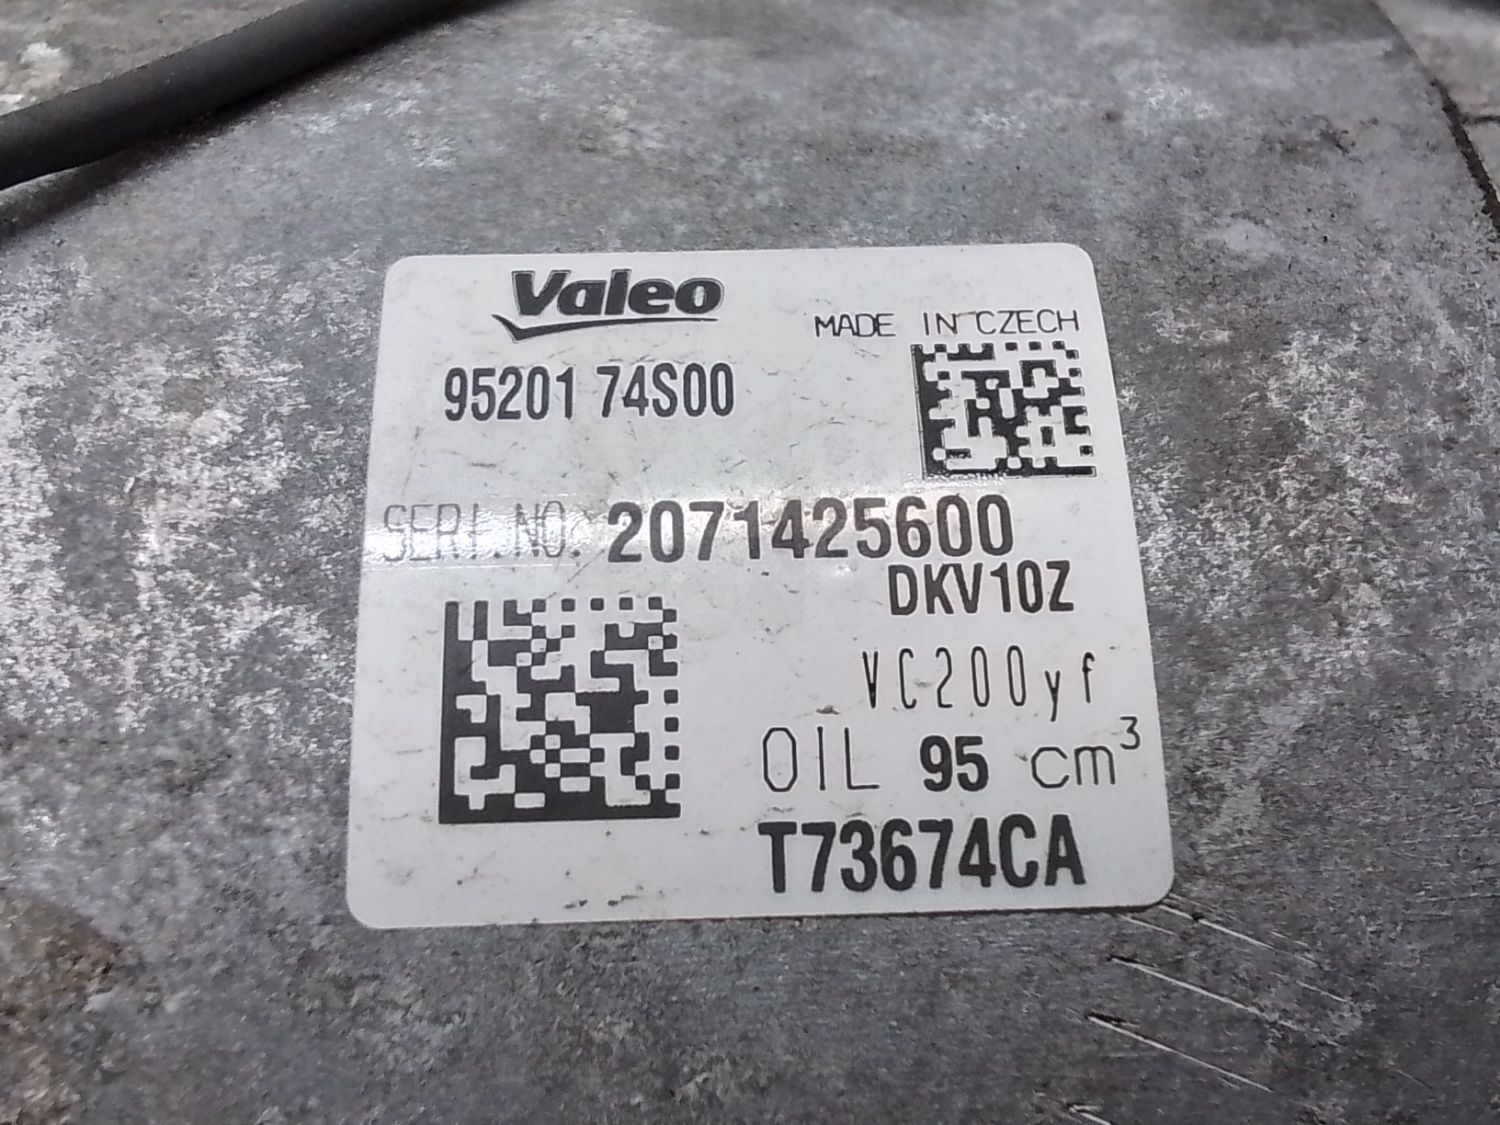 Valeo
MADE IN CZECH
95201 74S00
SERI.NO. 2071425600
DKV10Z
VC200yf
OIL 95 cm³
T73674CA